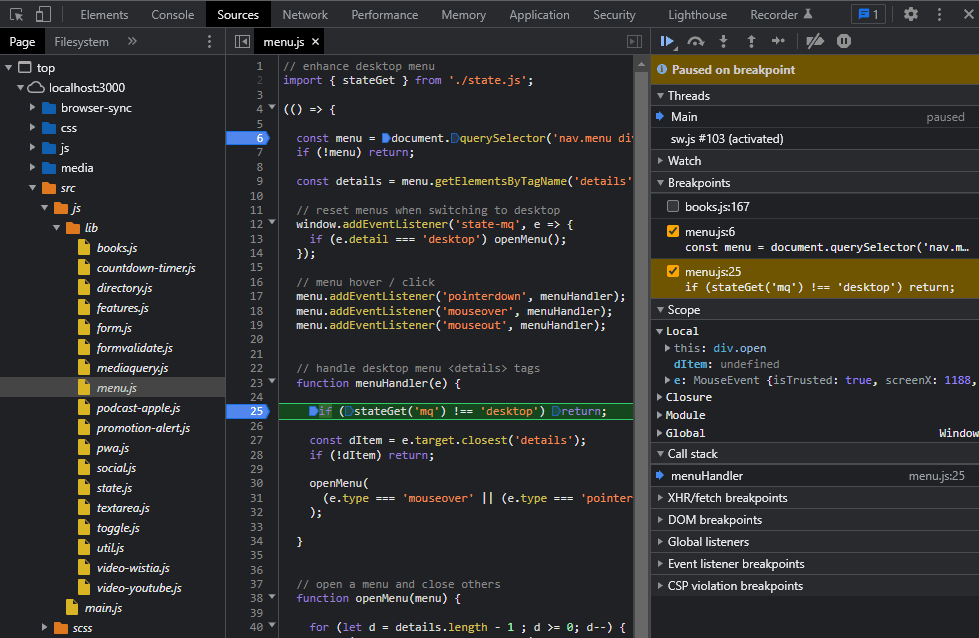 Elements Console Sources Network Performance Memory Application Security Lighthouse Recorder 1
Page Filesystem »
menu.js ×
top
localhost:3000
browser-sync
css
js
media
src
js
lib
books.js
countdown-timer.js
directory.js
features.js
form.js
formvalidate.js
mediaquery.js
menu.js
podcast-apple.js
promotion-alert.js
pwa.js
social.js
state.js
textarea.js
toggle.js
util.js
video-wistia.js
video-youtube.js
main.js
scss
1 // enhance desktop menu
2 import { stateGet } from './state.js';
3
4 (() => {
5
6 const menu = document.querySelector('nav.menu di
7 if (!menu) return;
8
9 const details = menu.getElementsByTagName('details'
10
11 // reset menus when switching to desktop
12 window.addEventListener('state-mq', e => {
13 if (e.detail === 'desktop') openMenu();
14 });
15
16 // menu hover / click
17 menu.addEventListener('pointerdown', menuHandler);
18 menu.addEventListener('mouseover', menuHandler);
19 menu.addEventListener('mouseout', menuHandler);
20
21
22 // handle desktop menu <details> tags
23 function menuHandler(e) {
24
25 if (stateGet('mq') !== 'desktop') return;
26
27 const dItem = e.target.closest('details');
28 if (!dItem) return;
29
30 openMenu(
31 (e.type === 'mouseover' || (e.type === 'pointer
32 );
33
34 }
35
36
37 // open a menu and close others
38 function openMenu(menu) {
39
40 for (let d = details.length - 1 ; d >= 0; d--) {
Paused on breakpoint
Threads
Main paused
sw.js #103 (activated)
Watch
Breakpoints
books.js:167
menu.js:6
const menu = document.querySelector('nav.m…
menu.js:25
if (stateGet('mq') !== 'desktop') return;
Scope
Local
this: div.open
dItem: undefined
e: MouseEvent {isTrusted: true, screenX: 1188,
Closure
Module
Global Window
Call stack
menuHandler menu.js:25
XHR/fetch breakpoints
DOM breakpoints
Global listeners
Event listener breakpoints
CSP violation breakpoints